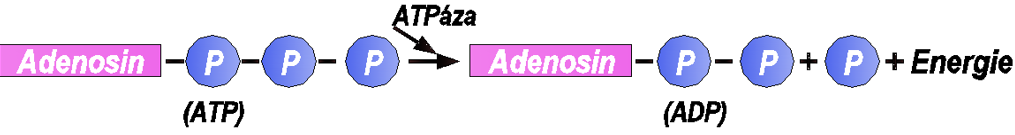 ATPáza
Adenosin – P – P – P → Adenosin – P – P + P + Energie
(ATP) (ADP)